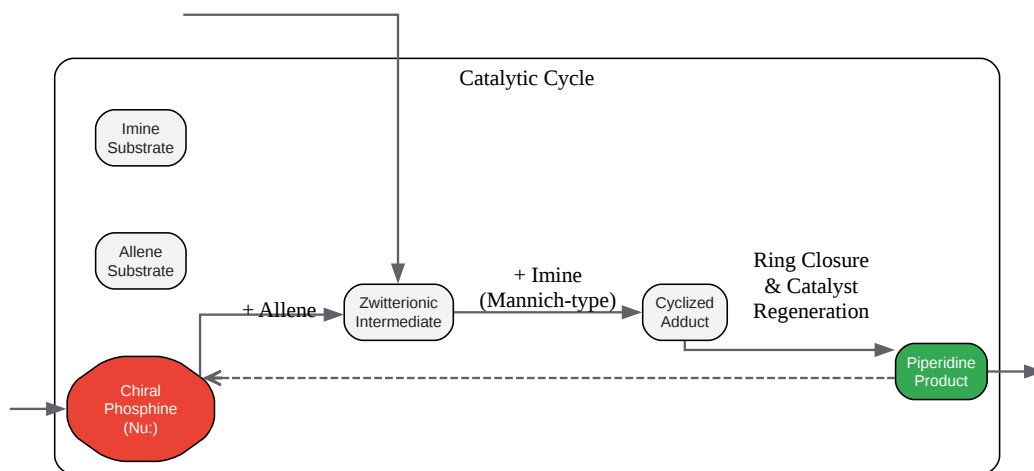 Catalytic Cycle
Imine
Substrate
Allene
Substrate
+ Allene
Zwitterionic
Intermediate
+ Imine
(Mannich-type)
Cyclized
Adduct
Ring Closure
& Catalyst
Regeneration
Chiral
Phosphine
(Nu:)
Piperidine
Product